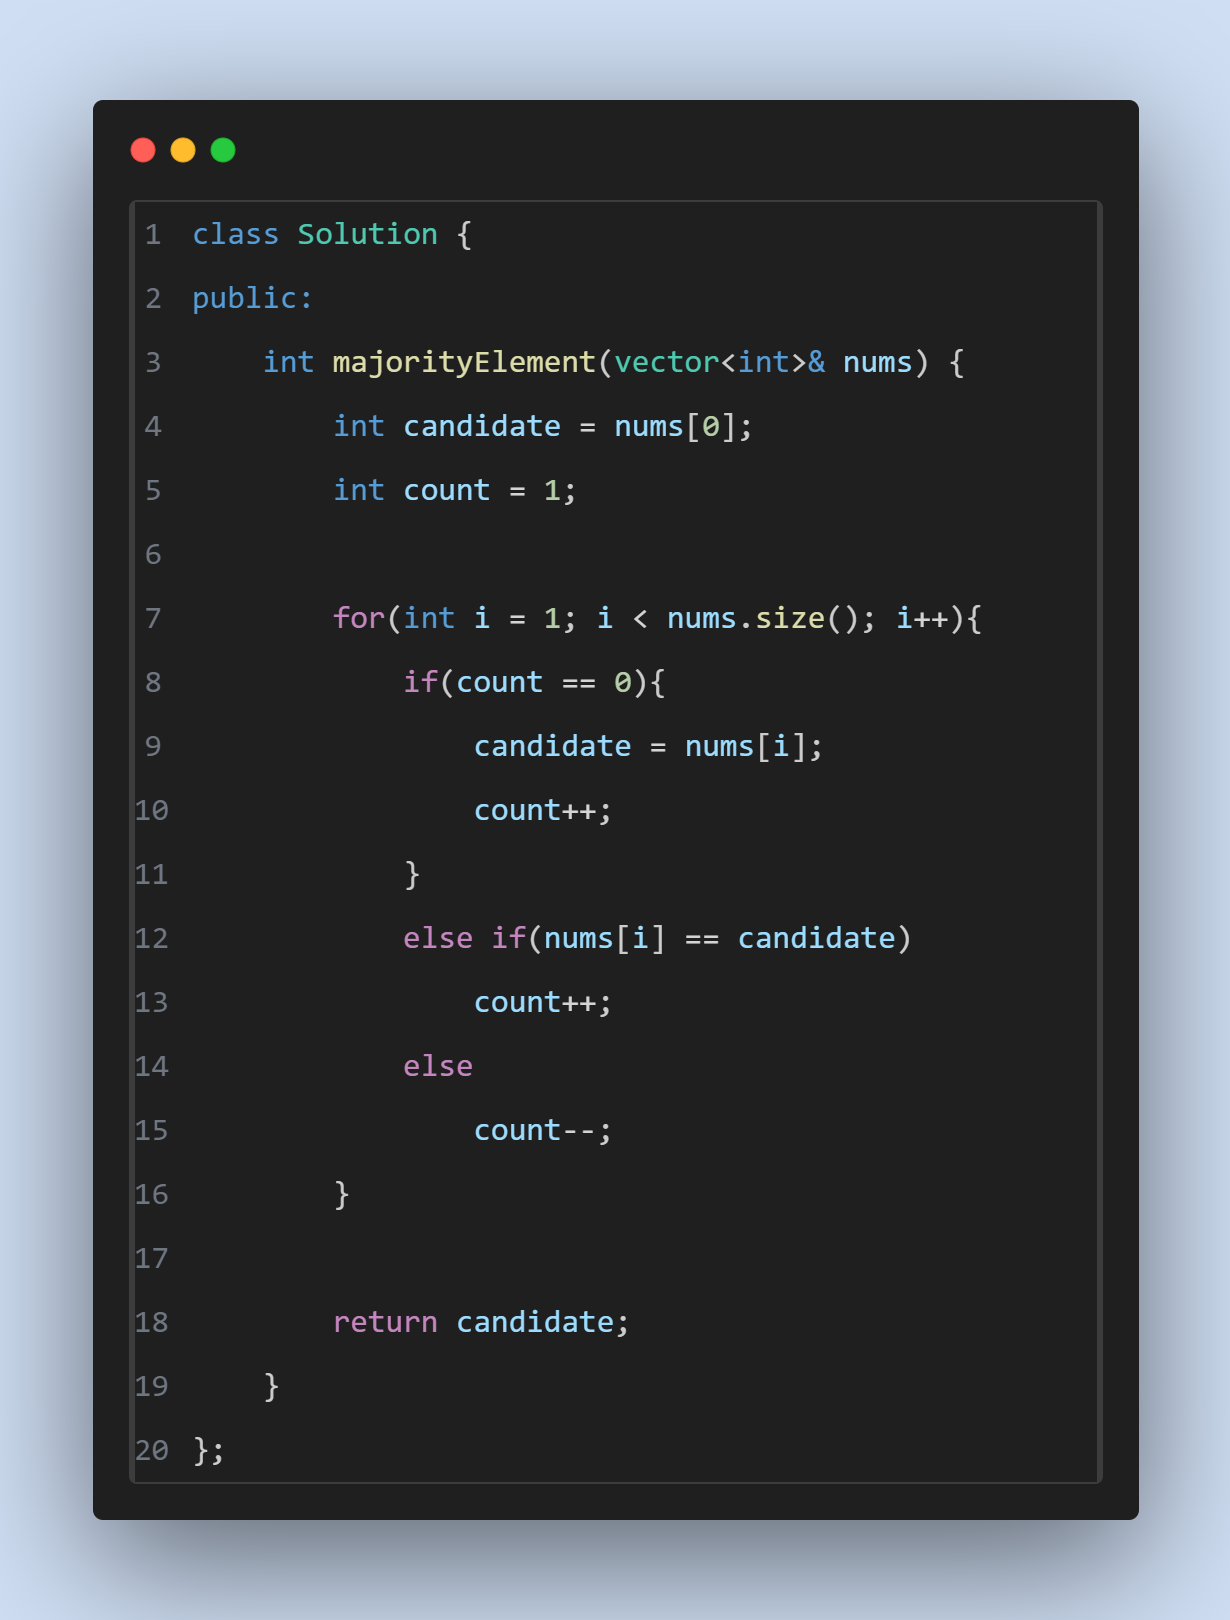 1 class Solution {
2 public:
3     int majorityElement(vector<int>& nums) {
4         int candidate = nums[0];
5         int count = 1;
6
7         for(int i = 1; i < nums.size(); i++){
8             if(count == 0){
9                 candidate = nums[i];
10                 count++;
11             }
12             else if(nums[i] == candidate)
13                 count++;
14             else
15                 count--;
16         }
17
18         return candidate;
19     }
20 };